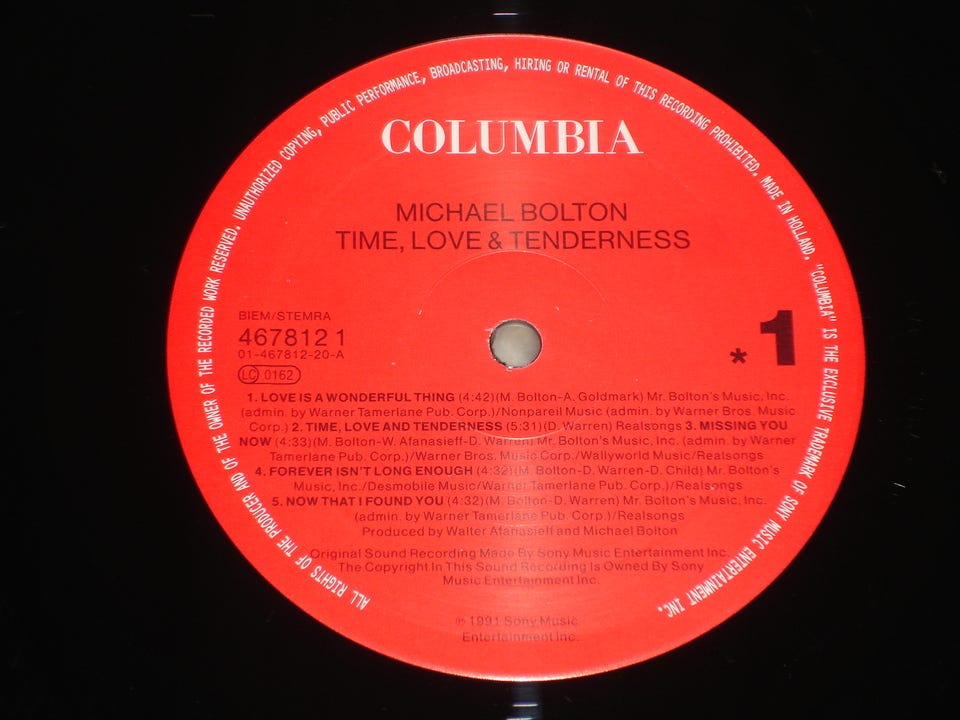 COLUMBIA
MICHAEL BOLTON
TIME, LOVE & TENDERNESS
BIEM/STEMRA
467812 1
01-467812-20-A
LC 0162
* 1
1. LOVE IS A WONDERFUL THING (4:42)(M. Bolton-A. Goldmark) Mr. Bolton's Music, Inc.
(admin. by Warner Tamerlane Pub. Corp.)/Nonpareil Music (admin. by Warner Bros. Music
Corp.) 2. TIME, LOVE AND TENDERNESS (5:31)(D. Warren) Realsongs 3. MISSING YOU
NOW (4:33)(M. Bolton-W. Afanasieff-D. Warren) Mr. Bolton's Music, Inc. (admin. by Warner
Tamerlane Pub. Corp.)/Warner Bros. Music Corp./Wallyworld Music/Realsongs
4. FOREVER ISN'T LONG ENOUGH (4:32)(M. Bolton-D. Warren-D. Child) Mr. Bolton's
Music, Inc./Desmobile Music/Warner Tamerlane Pub. Corp.)/Realsongs
5. NOW THAT I FOUND YOU (4:32)(M. Bolton-D. Warren) Mr. Bolton's Music, Inc.
(admin. by Warner Tamerlane Pub. Corp.)/Realsongs
Produced by Walter Afanasieff and Michael Bolton
Original Sound Recording Made By Sony Music Entertainment Inc.
The Copyright In This Sound Recording Is Owned By Sony
Music Entertainment Inc.
℗ 1991 Sony Music
Entertainment Inc.
ALL RIGHTS OF THE PRODUCER AND OF THE OWNER OF THE RECORDED WORK RESERVED. UNAUTHORIZED COPYING, PUBLIC PERFORMANCE, BROADCASTING, HIRING OR RENTAL OF THIS RECORDING PROHIBITED. MADE IN HOLLAND. "COLUMBIA" IS THE EXCLUSIVE TRADEMARK OF SONY MUSIC ENTERTAINMENT INC.